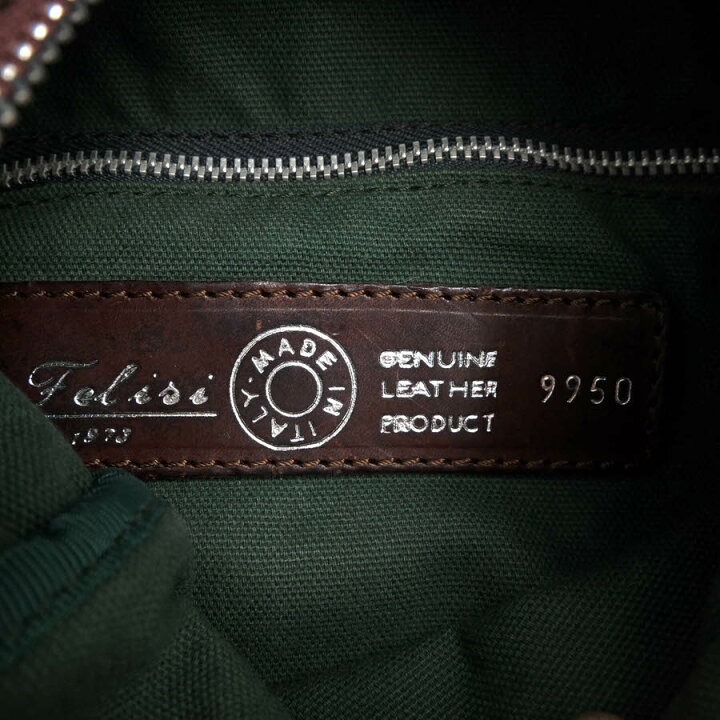 Felisi
1973
MADE IN ITALY
GENUINE
LEATHER
PRODUCT
9950